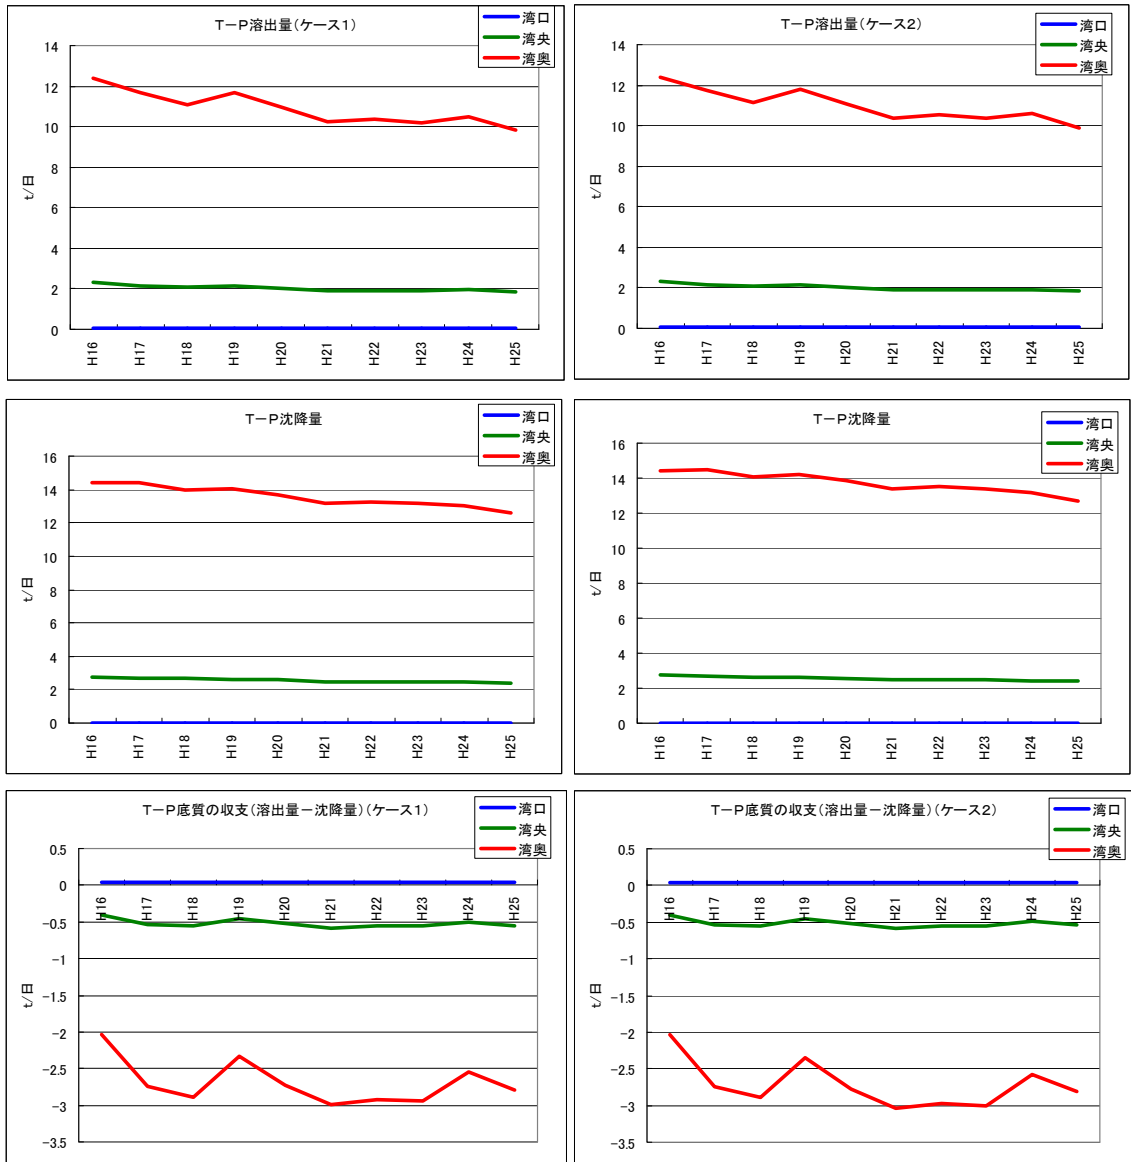 T－P溶出量（ケース1）
湾口
湾央
湾奥
t/日
14
12
10
8
6
4
2
0
H16
H17
H18
H19
H20
H21
H22
H23
H24
H25
T－P溶出量（ケース2）
湾口
湾央
湾奥
t/日
14
12
10
8
6
4
2
0
H16
H17
H18
H19
H20
H21
H22
H23
H24
H25
T－P沈降量
湾口
湾央
湾奥
t/日
16
14
12
10
8
6
4
2
0
H16
H17
H18
H19
H20
H21
H22
H23
H24
H25
T－P沈降量
湾口
湾央
湾奥
t/日
16
14
12
10
8
6
4
2
0
H16
H17
H18
H19
H20
H21
H22
H23
H24
H25
T－P底質の収支（溶出量－沈降量）（ケース1）
湾口
湾央
湾奥
t/日
0.5
0
-0.5
-1
-1.5
-2
-2.5
-3
-3.5
H16
H17
H18
H19
H20
H21
H22
H23
H24
H25
T－P底質の収支（溶出量－沈降量）（ケース2）
湾口
湾央
湾奥
t/日
0.5
0
-0.5
-1
-1.5
-2
-2.5
-3
-3.5
H16
H17
H18
H19
H20
H21
H22
H23
H24
H25